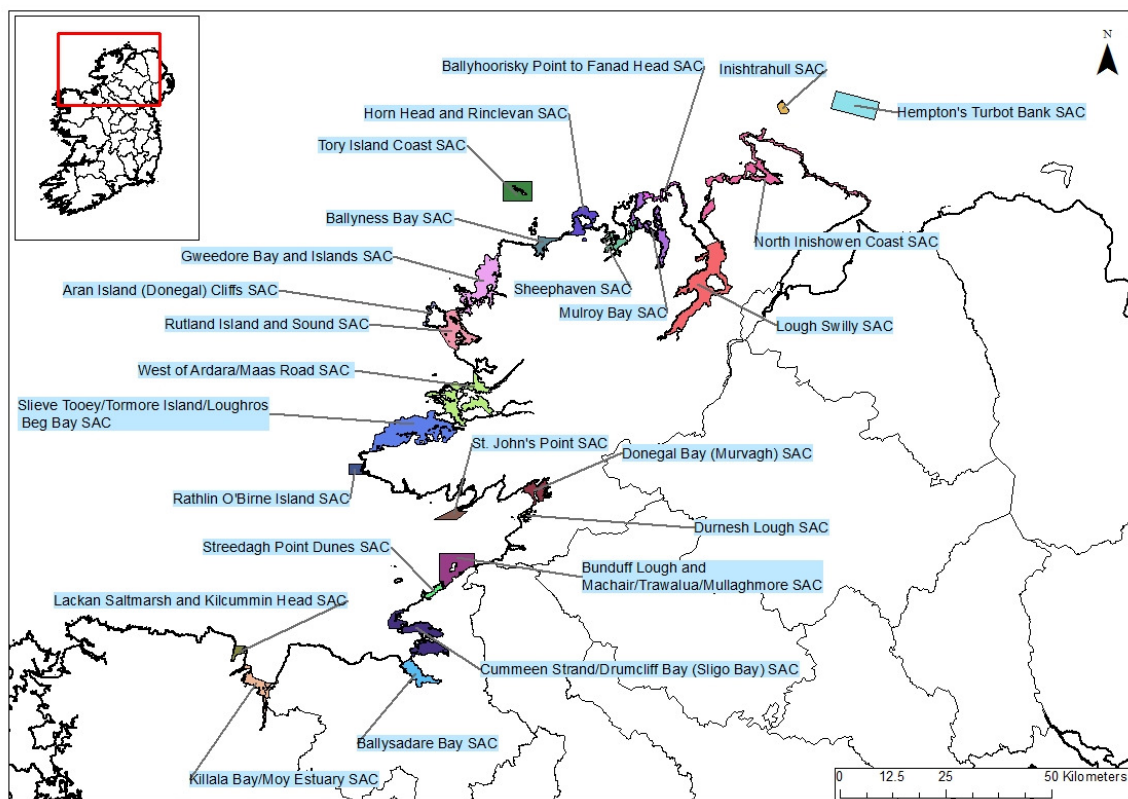 N
Ballyhoorisky Point to Fanad Head SAC
Inishtrahull SAC
Hempton's Turbot Bank SAC
Horn Head and Rinclevan SAC
Tory Island Coast SAC
Ballyness Bay SAC
North Inishowen Coast SAC
Gweedore Bay and Islands SAC
Sheephaven SAC
Aran Island (Donegal) Cliffs SAC
Mulroy Bay SAC
Rutland Island and Sound SAC
Lough Swilly SAC
West of Ardara/Maas Road SAC
Slieve Tooey/Tormore Island/Loughros
Beg Bay SAC
St. John's Point SAC
Donegal Bay (Murvagh) SAC
Rathlin O'Birne Island SAC
Durnesh Lough SAC
Streedagh Point Dunes SAC
Bunduff Lough and
Machair/Trawalua/Mullaghmore SAC
Lackan Saltmarsh and Kilcummin Head SAC
Cummeen Strand/Drumcliff Bay (Sligo Bay) SAC
Ballysadare Bay SAC
Killala Bay/Moy Estuary SAC
0 12.5 25 50 Kilometers